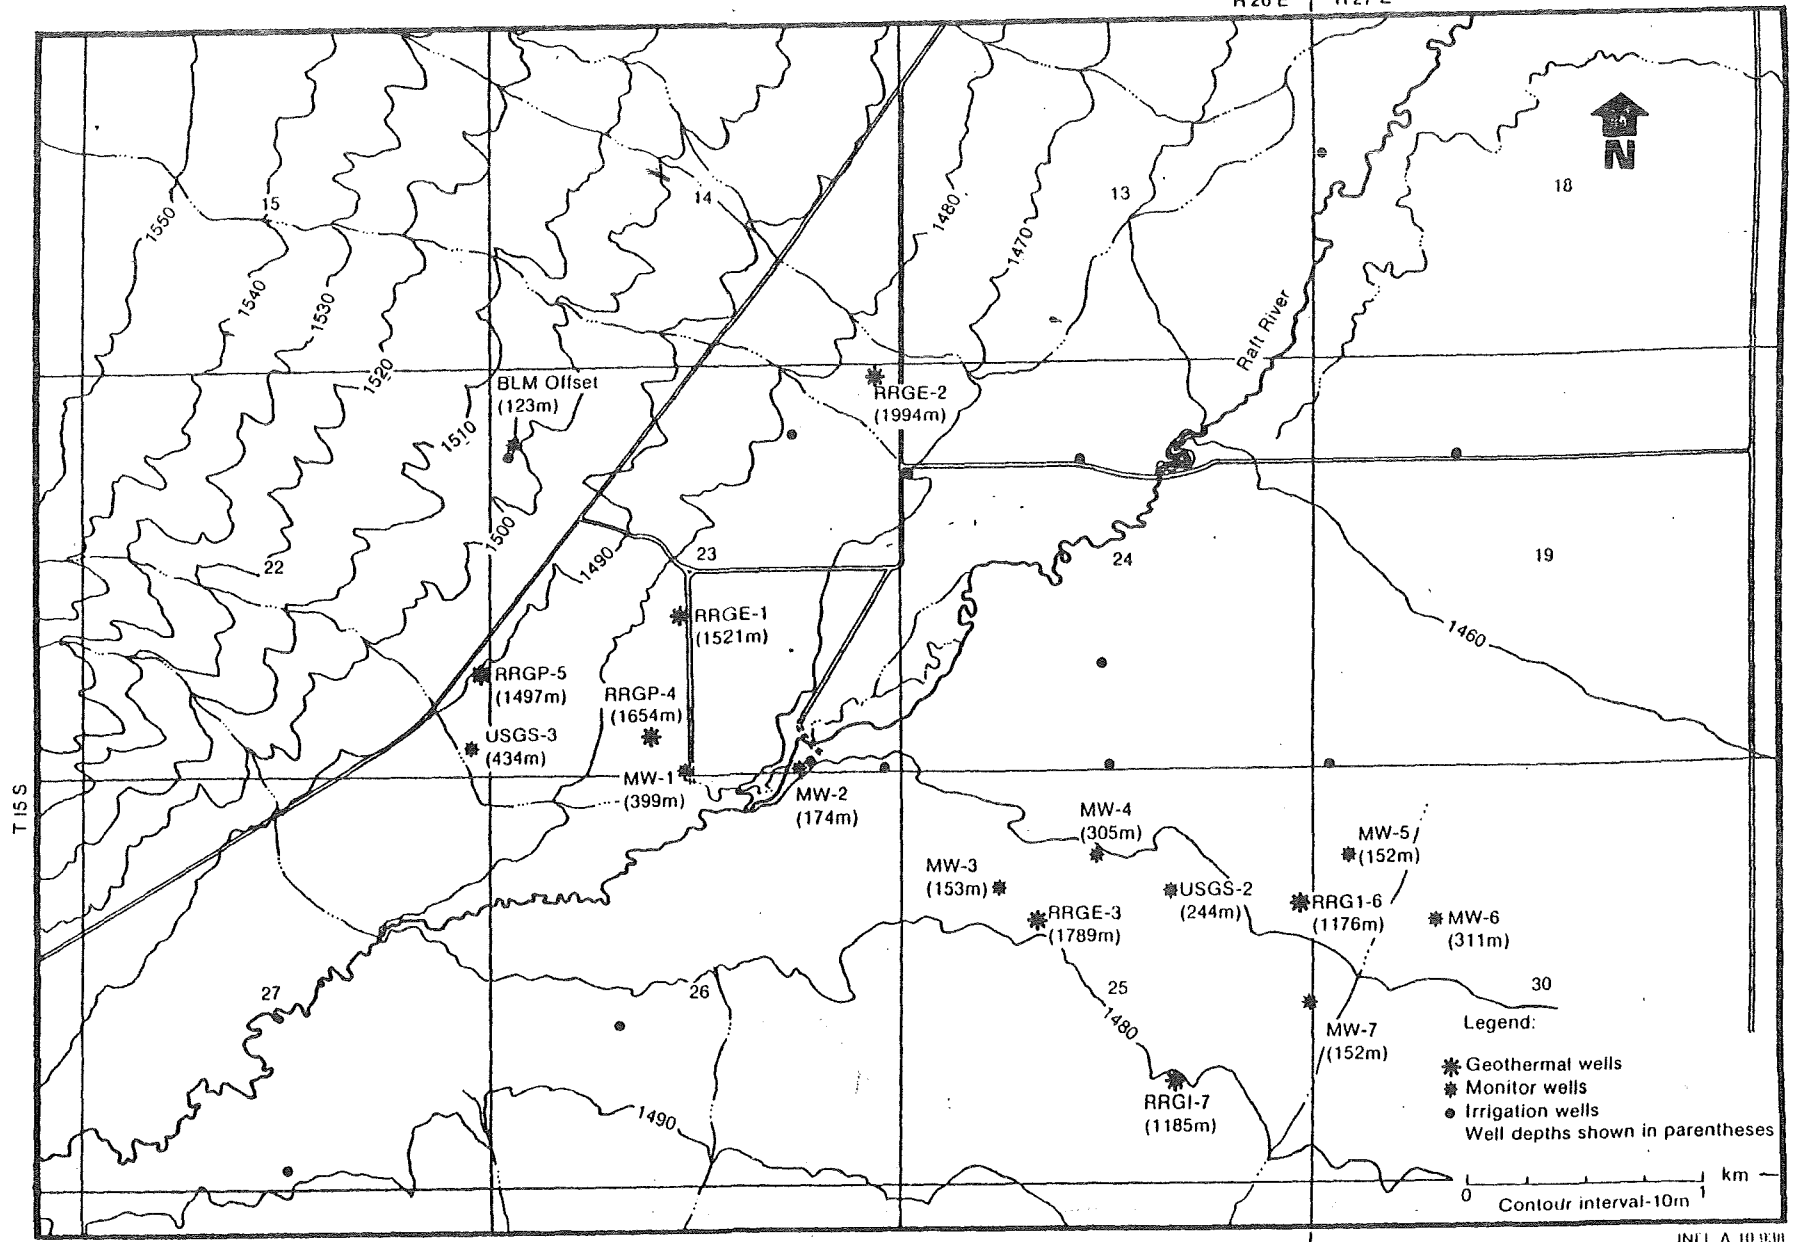 R 26 E
R 27 E
N
18
15
14
13
1550
1480
1470
1540
1530
Raft River
1520
BLM Offset
(123m)
RRGE-2
(1994m)
1510
1500
1490
23
24
19
22
RRGE-1
(1521m)
1460
RRGP-5
(1497m)
RRGP-4
(1654m)
USGS-3
(434m)
MW-1
(399m)
MW-2
(174m)
T 15 S
MW-4
(305m)
MW-5
(152m)
MW-3
(153m)
USGS-2
(244m)
RRG1-6
(1176m)
MW-6
(311m)
RRGE-3
(1789m)
27
26
25
30
1480
MW-7
(152m)
Legend:
Geothermal wells
Monitor wells
Irrigation wells
Well depths shown in parentheses
RRGI-7
(1185m)
1490
km
0
1
Contour interval-10m